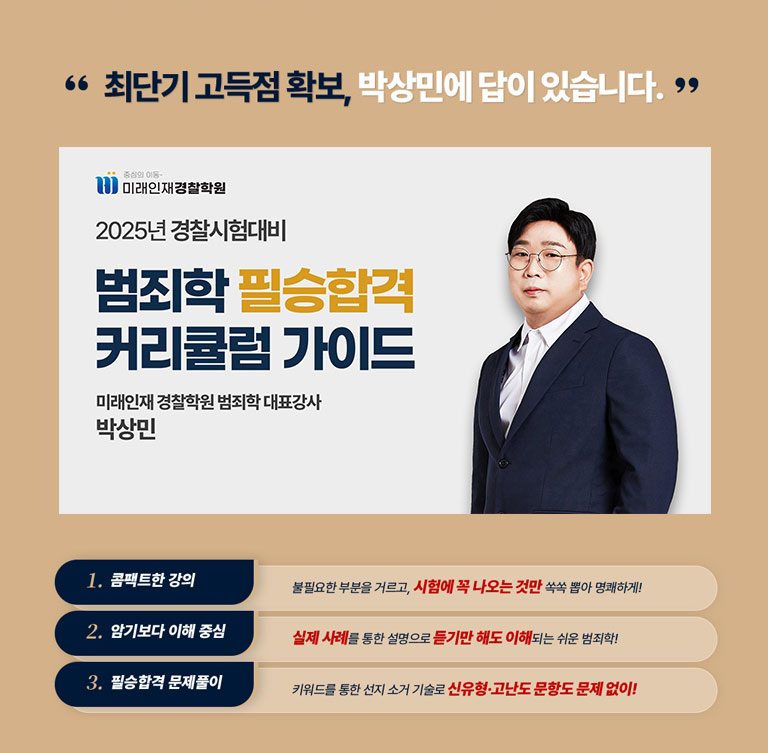 “ 최단기 고득점 확보, 박상민에 답이 있습니다. ”
중심의 이동-
미래인재경찰학원
2025년 경찰시험대비
범죄학 필승합격
커리큘럼 가이드
미래인재 경찰학원 범죄학 대표강사
박상민
1. 콤팩트한 강의
불필요한 부분을 거르고, 시험에 꼭 나오는 것만 쏙쏙 뽑아 명쾌하게!
2. 암기보다 이해 중심
실제 사례를 통한 설명으로 듣기만 해도 이해되는 쉬운 범죄학!
3. 필승합격 문제풀이
키워드를 통한 선지 소거 기술로 신유형·고난도 문항도 문제 없이!